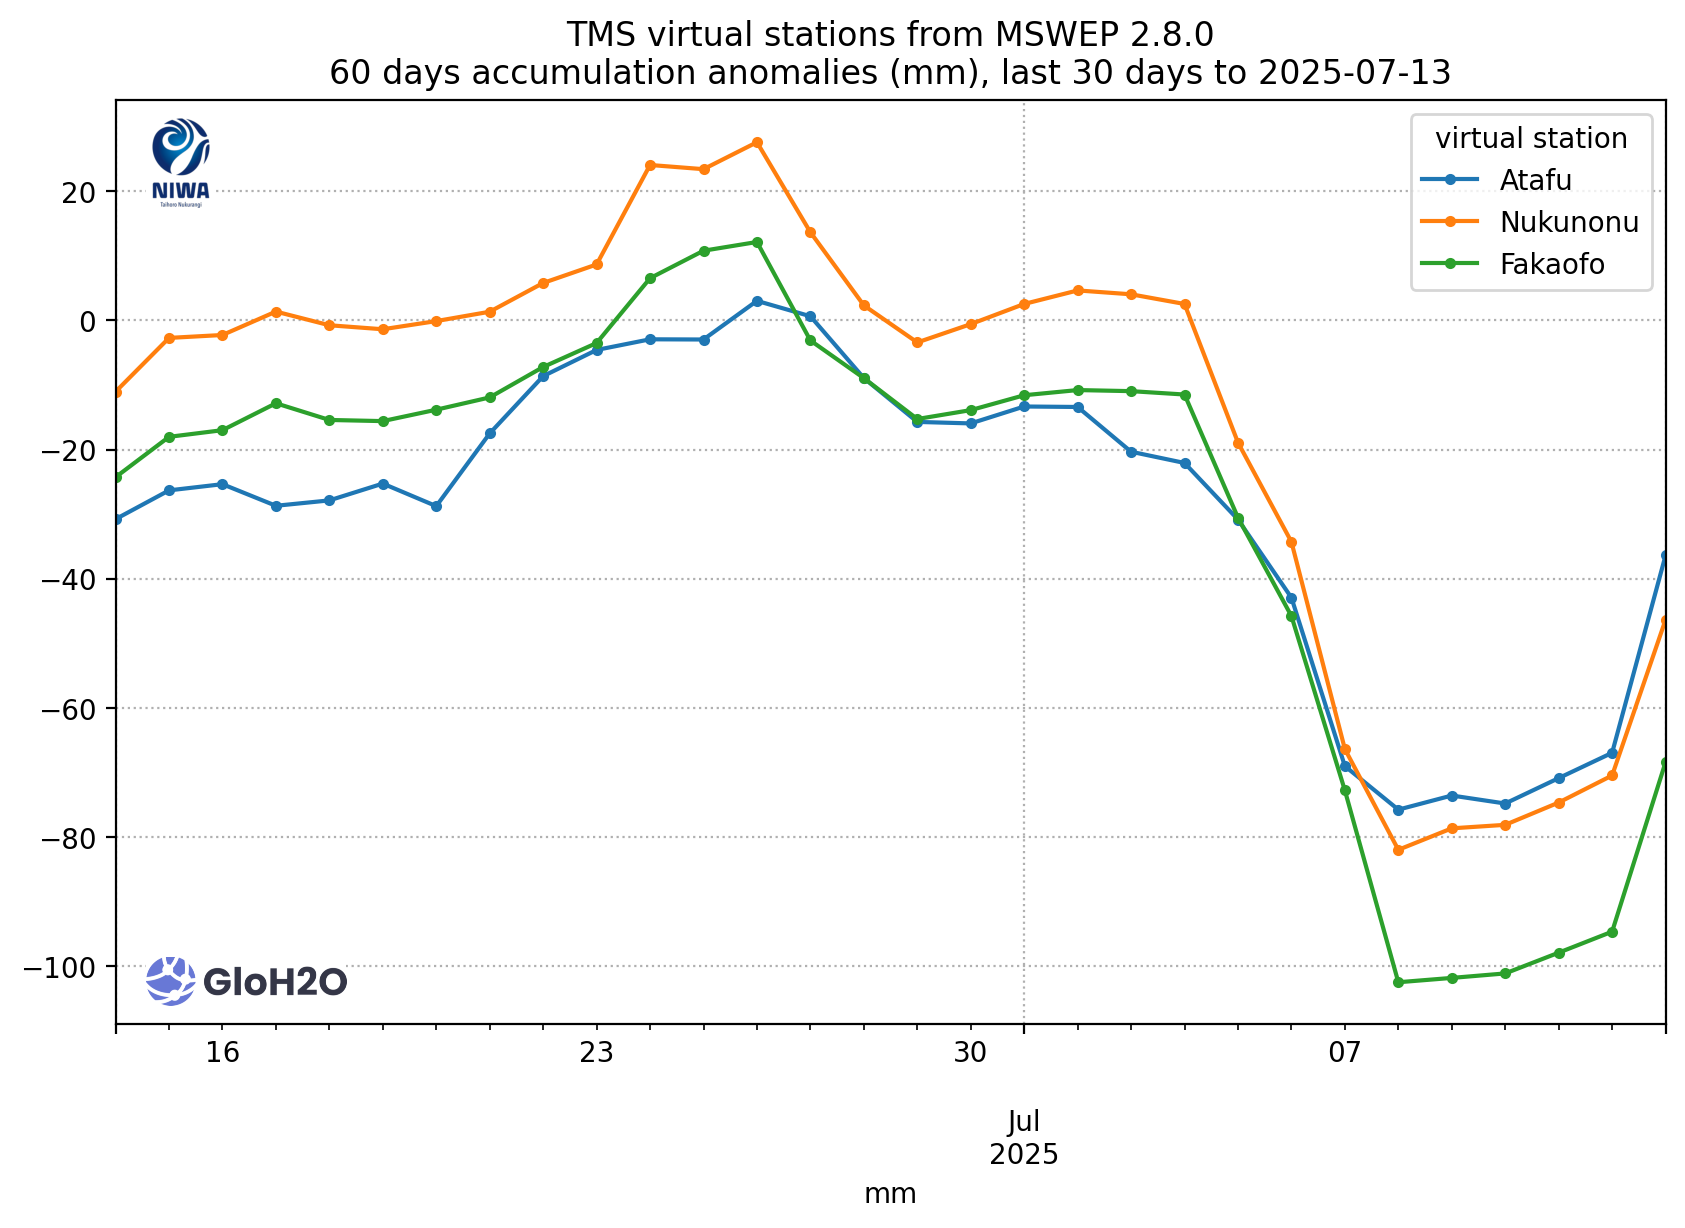 TMS virtual stations from MSWEP 2.8.0
60 days accumulation anomalies (mm), last 30 days to 2025-07-13
NIWA
Taihoro Nukurangi
virtual station
Atafu
Nukunonu
Fakaofo
20
0
−20
−40
−60
−80
−100
GloH2O
16
23
30
07
Jul
2025
mm